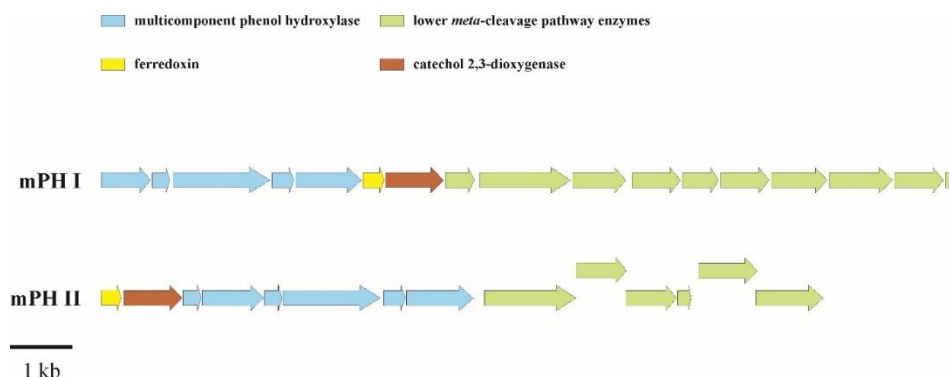 multicomponent phenol hydroxylase
lower meta-cleavage pathway enzymes
ferredoxin
catechol 2,3-dioxygenase
mPH I
mPH II
1 kb